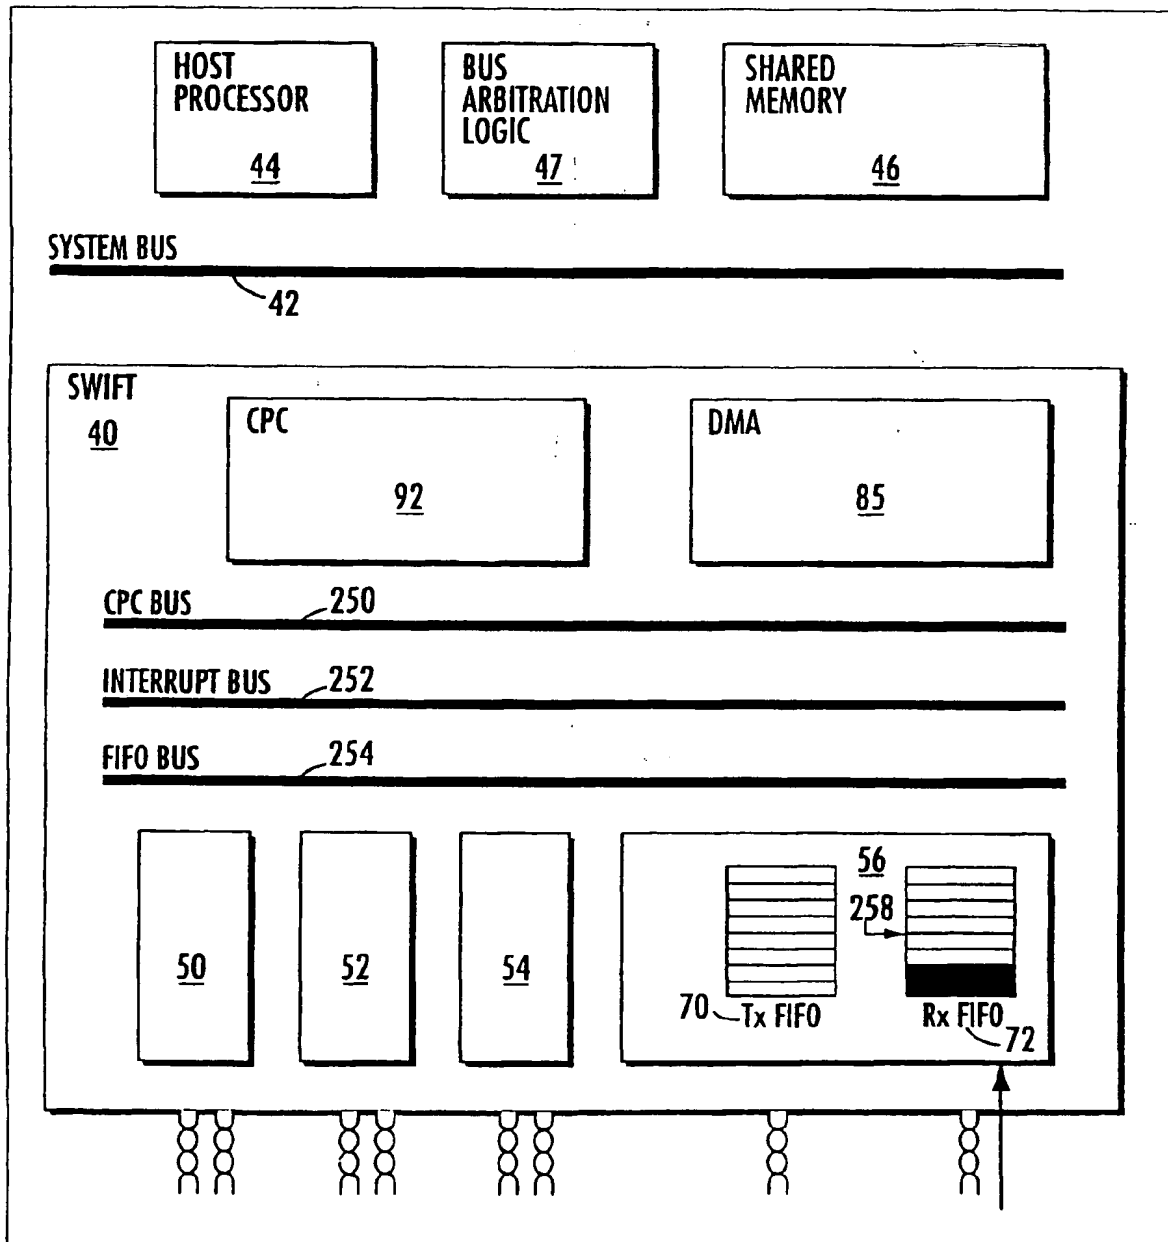 HOST
PROCESSOR
44
BUS
ARBITRATION
LOGIC
47
SHARED
MEMORY
46
SYSTEM BUS
42
SWIFT
40
CPC
92
DMA
85
CPC BUS
250
INTERRUPT BUS
252
FIFO BUS
254
50
52
54
56
258
70
Tx FIFO
Rx FIFO
72